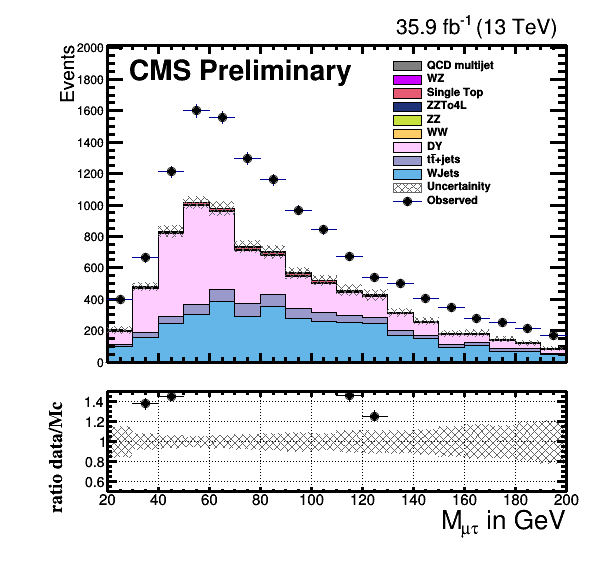 35.9 fb⁻¹ (13 TeV)
Events
CMS Preliminary
2000
1800
1600
1400
1200
1000
800
600
400
200
0
QCD multijet
WZ
Single Top
ZZTo4L
ZZ
WW
DY
tt̄+jets
WJets
Uncertainity
Observed
ratio data/Mc
1.4
1.2
1
0.8
0.6
20 40 60 80 100 120 140 160 180 200
Mμτ in GeV